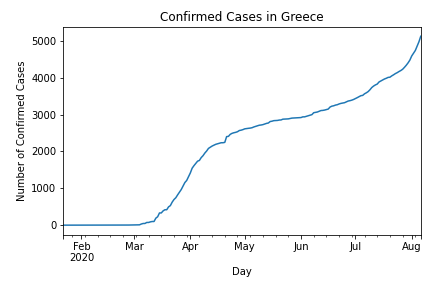 Confirmed Cases in Greece
Number of Confirmed Cases
5000
4000
3000
2000
1000
0
Feb Mar Apr May Jun Jul Aug
2020
Day